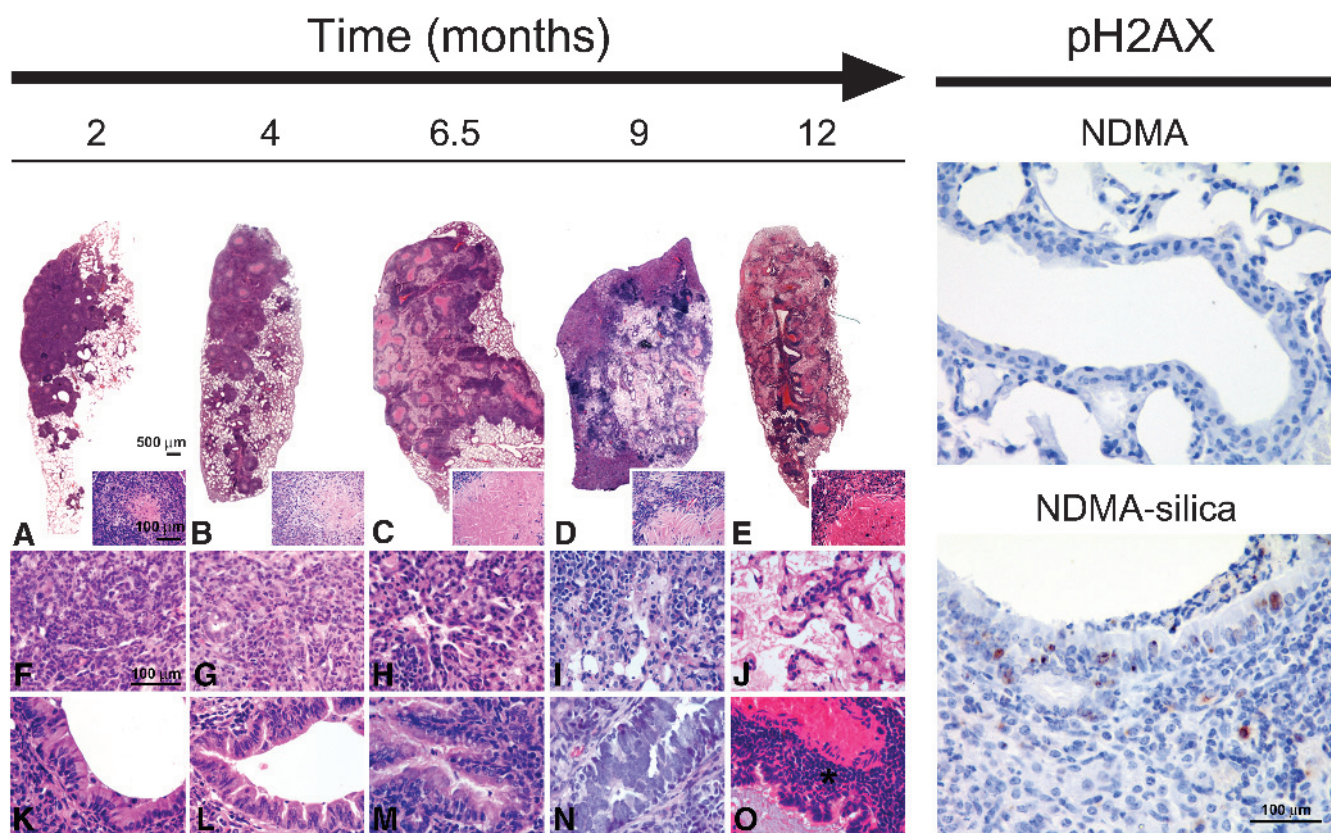 Time (months)
pH2AX
2 4 6.5 9 12
NDMA
500 µm
100 µm
A B C D E
NDMA-silica
100 µm
F G H I J
K L M N O
*
100 µm